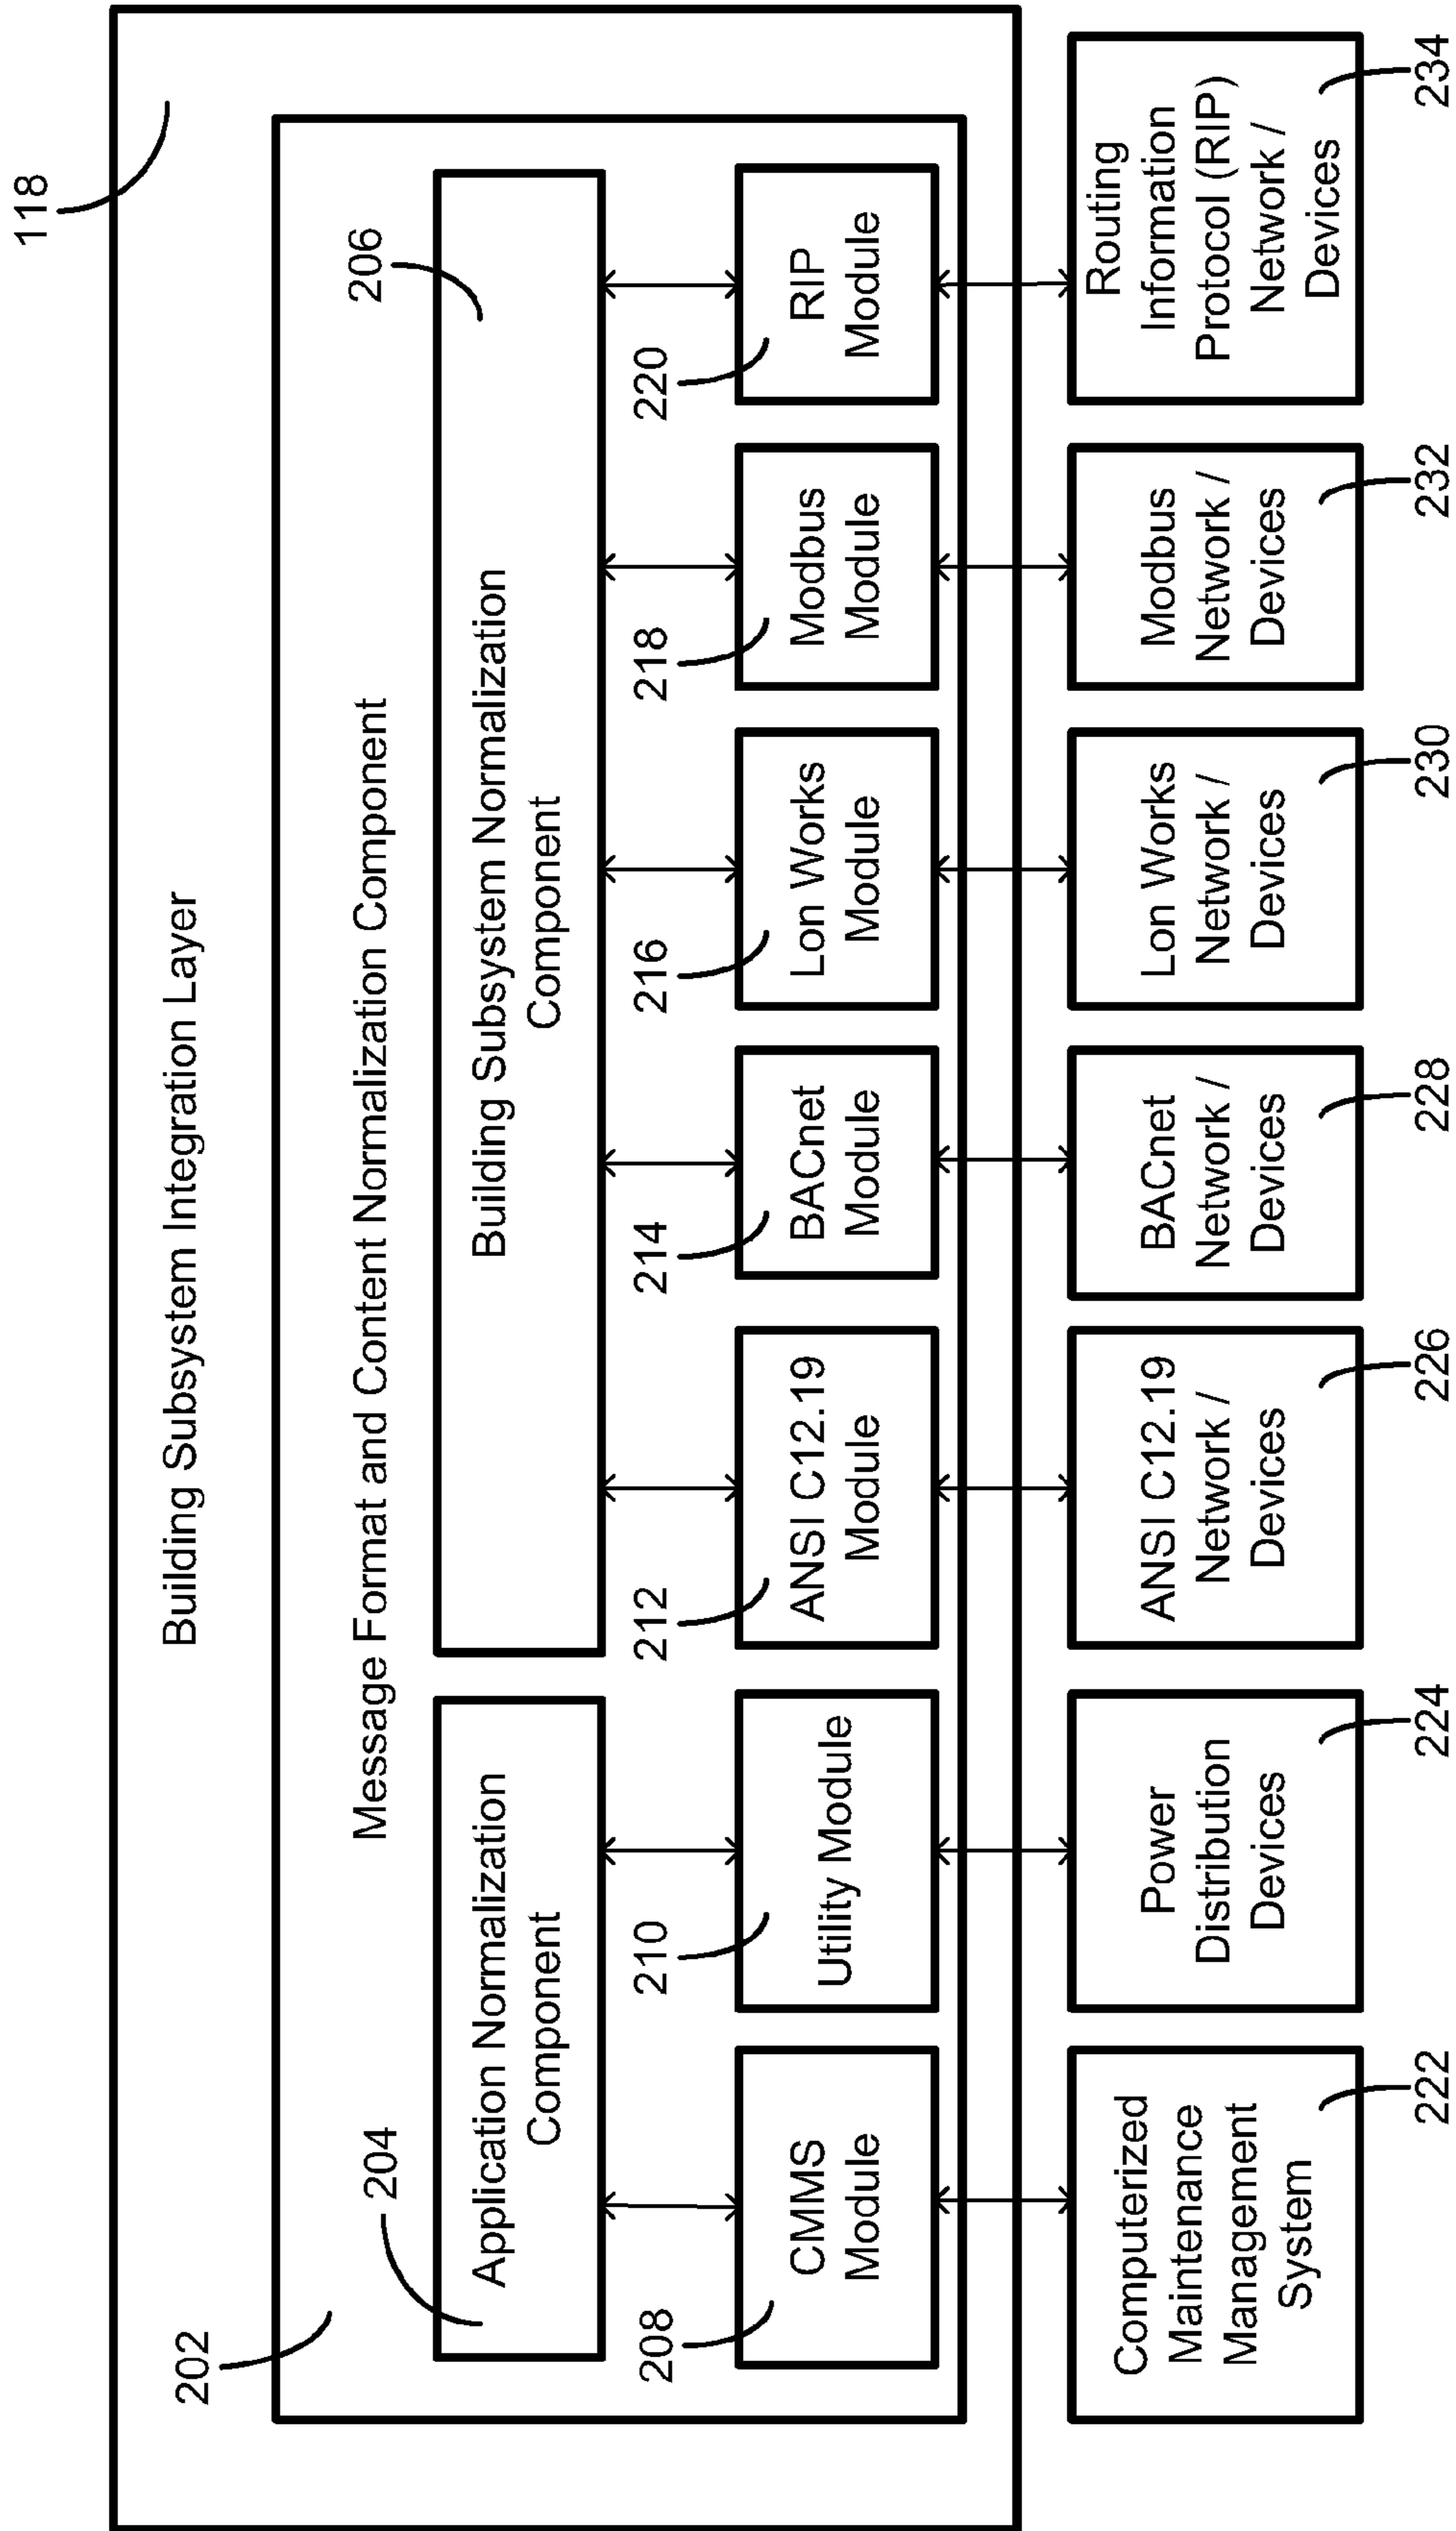 118
Building Subsystem Integration Layer
202
Message Format and Content Normalization Component
204
Application Normalization
Component
206
Building Subsystem Normalization
Component
208
CMMS
Module
210
Utility Module
212
ANSI C12.19
Module
214
BACnet
Module
216
Lon Works
Module
218
Modbus
Module
220
RIP
Module
Computerized
Maintenance
Management
System
222
Power
Distribution
Devices
224
ANSI C12.19
Network /
Devices
226
BACnet
Network /
Devices
228
Lon Works
Network /
Devices
230
Modbus
Network /
Devices
232
Routing
Information
Protocol (RIP)
Network /
Devices
234